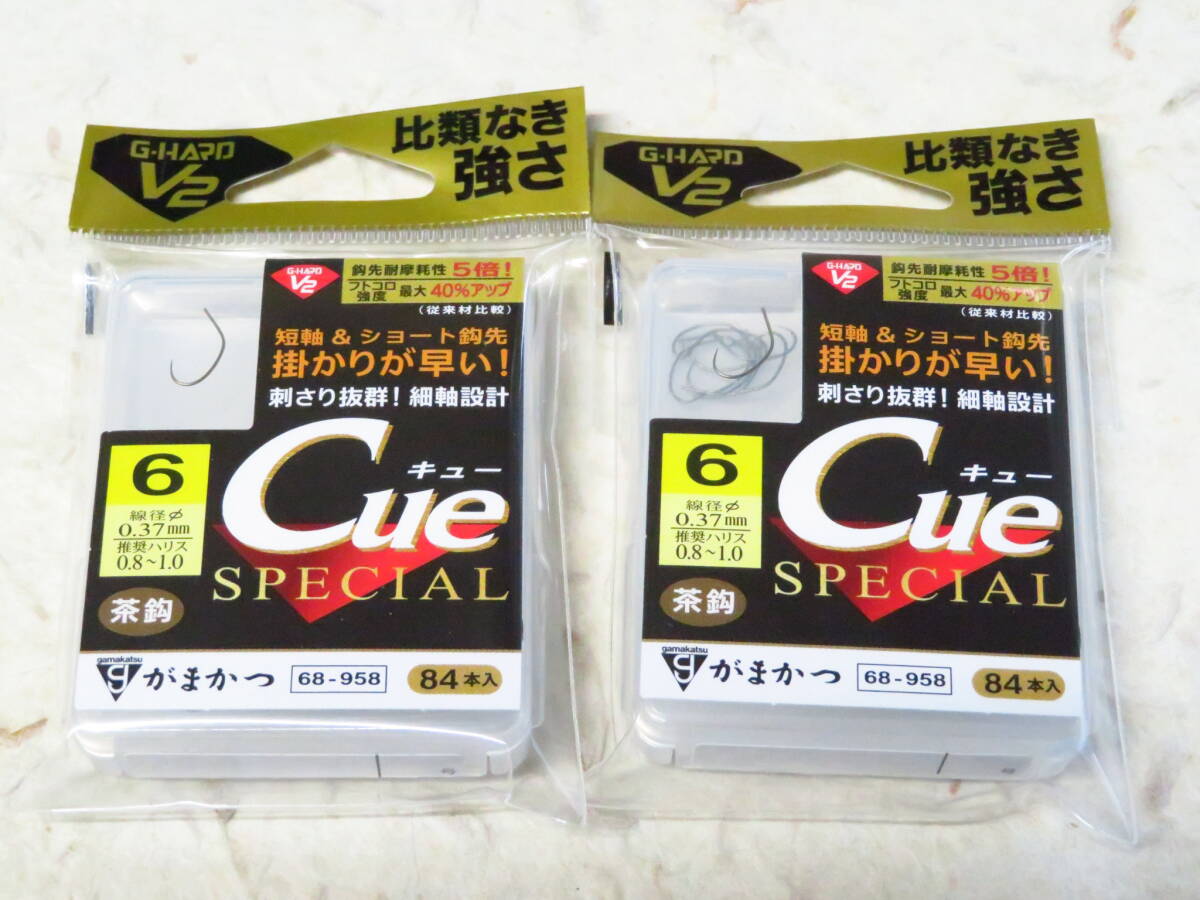 G-HARD
V2
比類なき
強さ
G-HARD
V2
鈎先耐摩耗性 5倍!
フトコロ強度 最大 40%アップ
(従来材比較)
短軸 & ショート鈎先
掛かりが早い!
刺さり抜群! 細軸設計
6
線径 φ
0.37mm
推奨ハリス
0.8~1.0
キュー
Cue
SPECIAL
茶鈎
gamakatsu
がまかつ
68-958
84本入
6
G-HARD
V2
比類なき
強さ
G-HARD
V2
鈎先耐摩耗性 5倍!
フトコロ強度 最大 40%アップ
(従来材比較)
短軸 & ショート鈎先
掛かりが早い!
刺さり抜群! 細軸設計
6
線径 φ
0.37mm
推奨ハリス
0.8~1.0
キュー
Cue
SPECIAL
茶鈎
gamakatsu
がまかつ
68-958
84本入